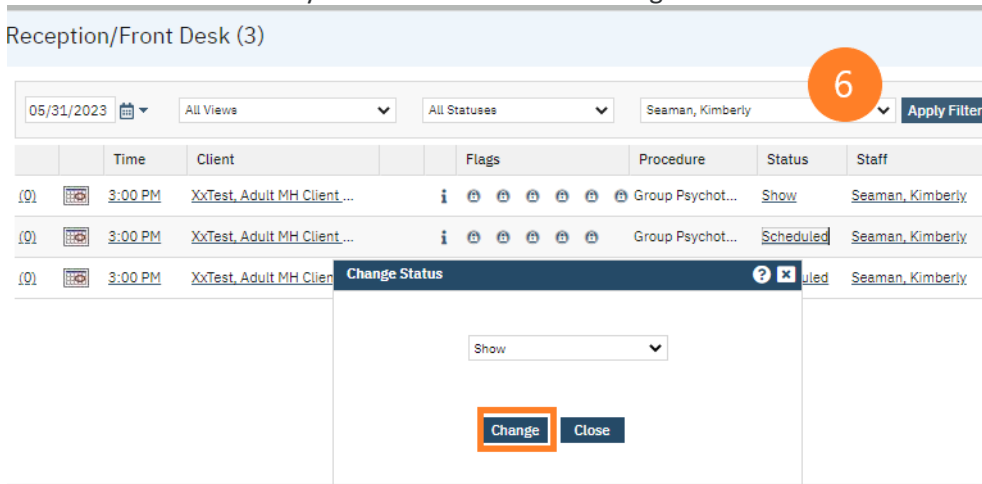 Reception/Front Desk (3)
6
05/31/2023 All Views All Statuses Seaman, Kimberly Apply Filter
Time Client Flags Procedure Status Staff
(0) 3:00 PM XxTest, Adult MH Client ... i Group Psychot... Show Seaman, Kimberly
(0) 3:00 PM XxTest, Adult MH Client ... i Group Psychot... Scheduled Seaman, Kimberly
(0) 3:00 PM XxTest, Adult MH Clien uled Seaman, Kimberly
Change Status ?
Show
Change Close